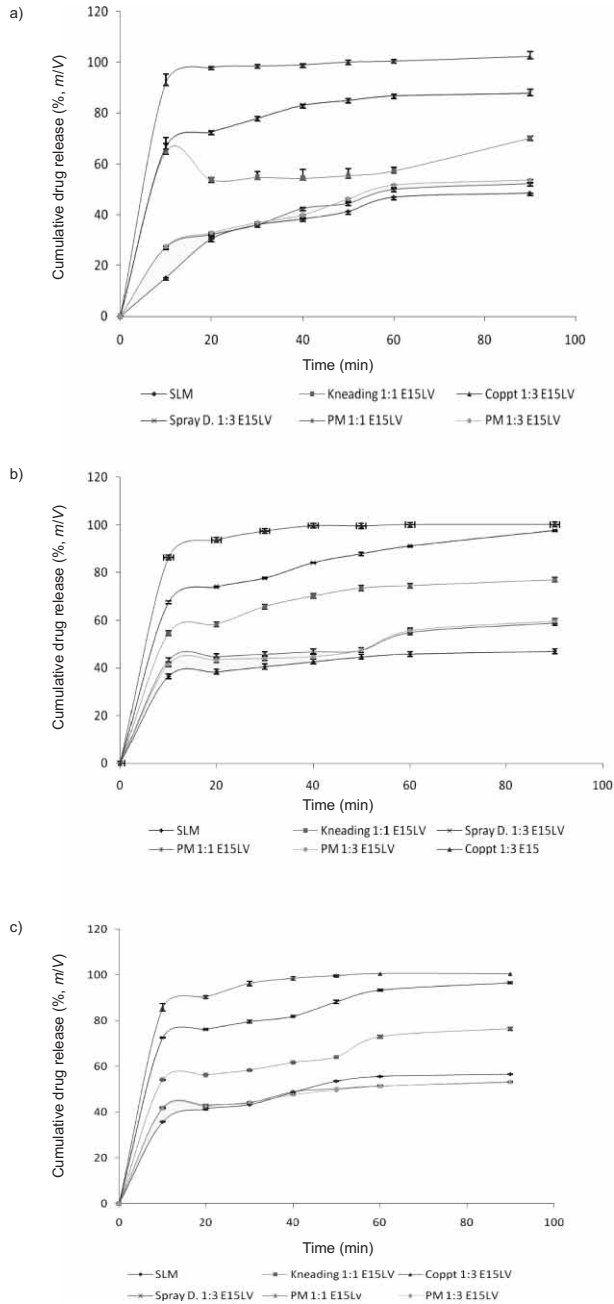 a)
120
100
80
60
40
20
0
Cumulative drug release (%, m/V)
0 20 40 60 80 100
Time (min)
SLM Kneading 1:1 E15LV Coppt 1:3 E15LV
Spray D. 1:3 E15LV PM 1:1 E15LV PM 1:3 E15LV
b)
120
100
80
60
40
20
0
Cumulative drug release (%, m/V)
0 20 40 60 80 100
Time (min)
SLM Kneading 1:1 E15LV Spray D. 1:3 E15LV
PM 1:1 E15LV PM 1:3 E15LV Coppt 1:3 E15
c)
120
100
80
60
40
20
0
Cumulative drug release (%, m/V)
0 20 40 60 80 100
Time (min)
SLM Kneading 1:1 E15LV Coppt 1:3 E15LV
Spray D. 1:3 E15LV PM 1:1 E15Lv PM 1:3 E15LV